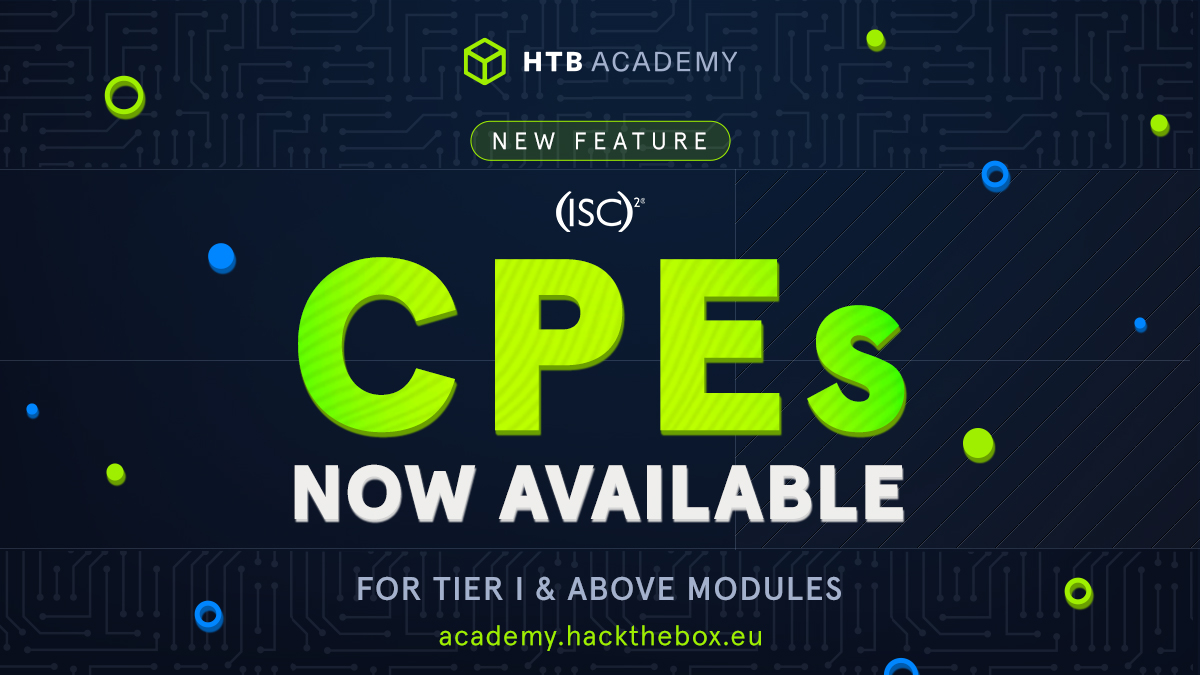 HTB ACADEMY
NEW FEATURE
(ISC)²®
CPEs
NOW AVAILABLE
FOR TIER I & ABOVE MODULES
academy.hackthebox.eu